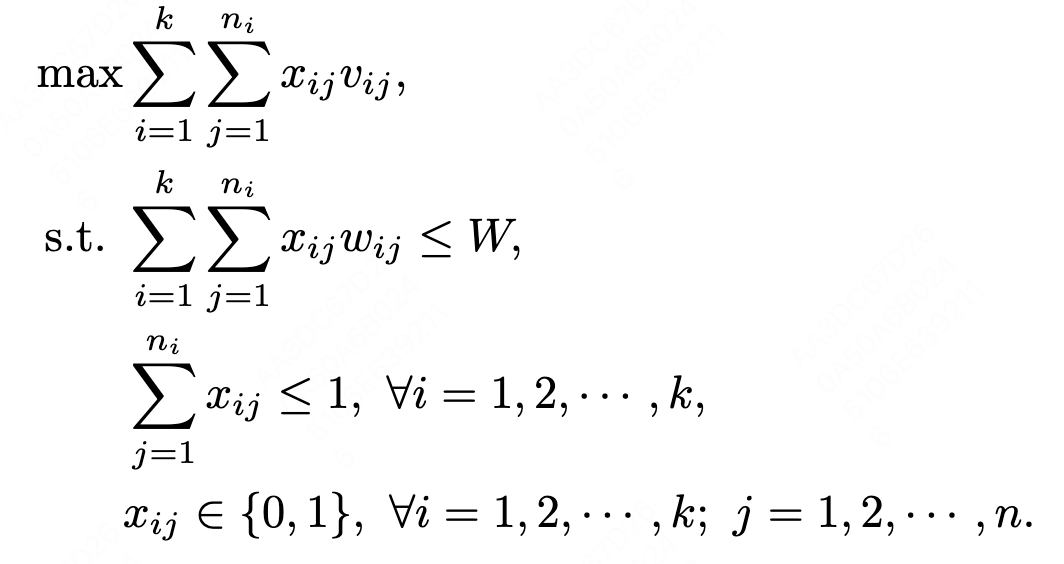 max ∑_{i=1}^{k} ∑_{j=1}^{n_i} x_{ij} v_{ij},
s.t. ∑_{i=1}^{k} ∑_{j=1}^{n_i} x_{ij} w_{ij} ≤ W,
∑_{j=1}^{n_i} x_{ij} ≤ 1, ∀i = 1, 2, ⋯ , k,
x_{ij} ∈ {0, 1}, ∀i = 1, 2, ⋯ , k; j = 1, 2, ⋯ , n.